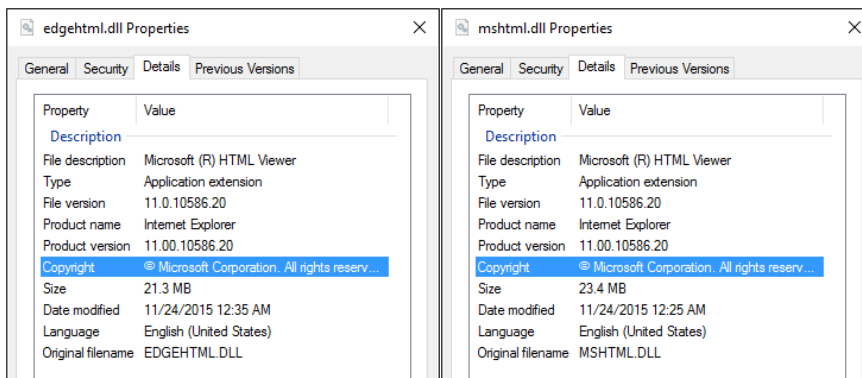 edgehtml.dll Properties
General Security Details Previous Versions
Property Value
Description
File description Microsoft (R) HTML Viewer
Type Application extension
File version 11.0.10586.20
Product name Internet Explorer
Product version 11.00.10586.20
Copyright © Microsoft Corporation. All rights reserv...
Size 21.3 MB
Date modified 11/24/2015 12:35 AM
Language English (United States)
Original filename EDGEHTML.DLL
mshtml.dll Properties
General Security Details Previous Versions
Property Value
Description
File description Microsoft (R) HTML Viewer
Type Application extension
File version 11.0.10586.20
Product name Internet Explorer
Product version 11.00.10586.20
Copyright © Microsoft Corporation. All rights reserv...
Size 23.4 MB
Date modified 11/24/2015 12:25 AM
Language English (United States)
Original filename MSHTML.DLL